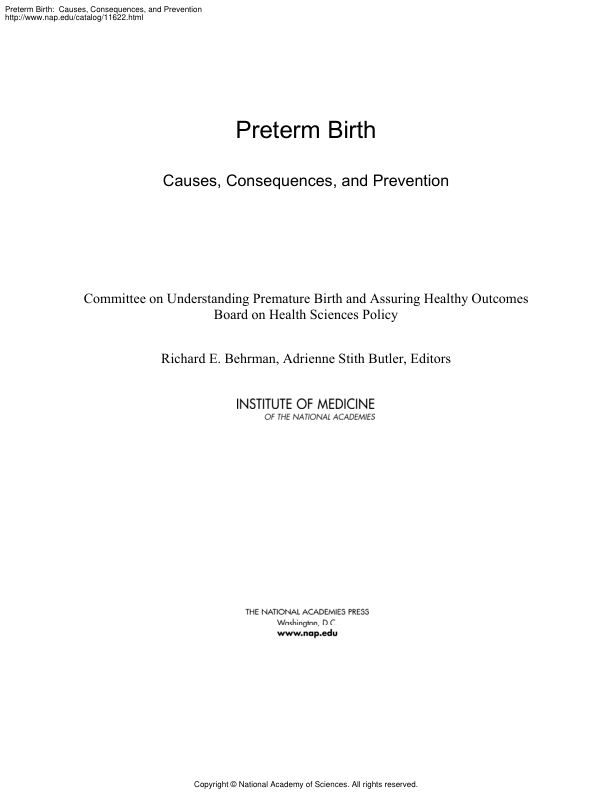 Preterm Birth: Causes, Consequences, and Prevention
http://www.nap.edu/catalog/11622.html
Preterm Birth
Causes, Consequences, and Prevention
Committee on Understanding Premature Birth and Assuring Healthy Outcomes
Board on Health Sciences Policy
Richard E. Behrman, Adrienne Stith Butler, Editors
INSTITUTE OF MEDICINE
OF THE NATIONAL ACADEMIES
THE NATIONAL ACADEMIES PRESS
Washington, D.C.
www.nap.edu
Copyright © National Academy of Sciences. All rights reserved.